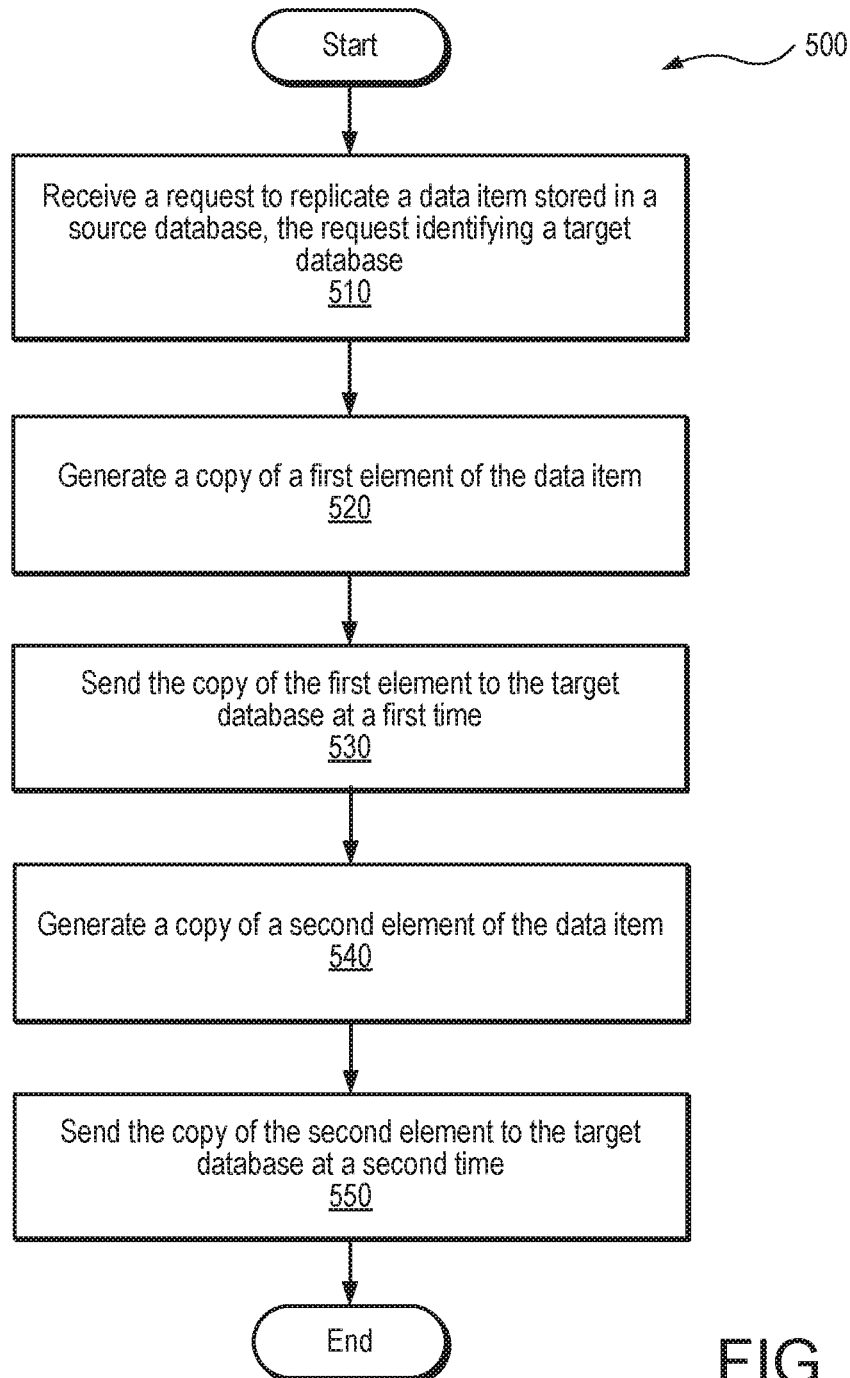 Start
500
Receive a request to replicate a data item stored in a
source database, the request identifying a target
database
510
Generate a copy of a first element of the data item
520
Send the copy of the first element to the target
database at a first time
530
Generate a copy of a second element of the data item
540
Send the copy of the second element to the target
database at a second time
550
End
FIG